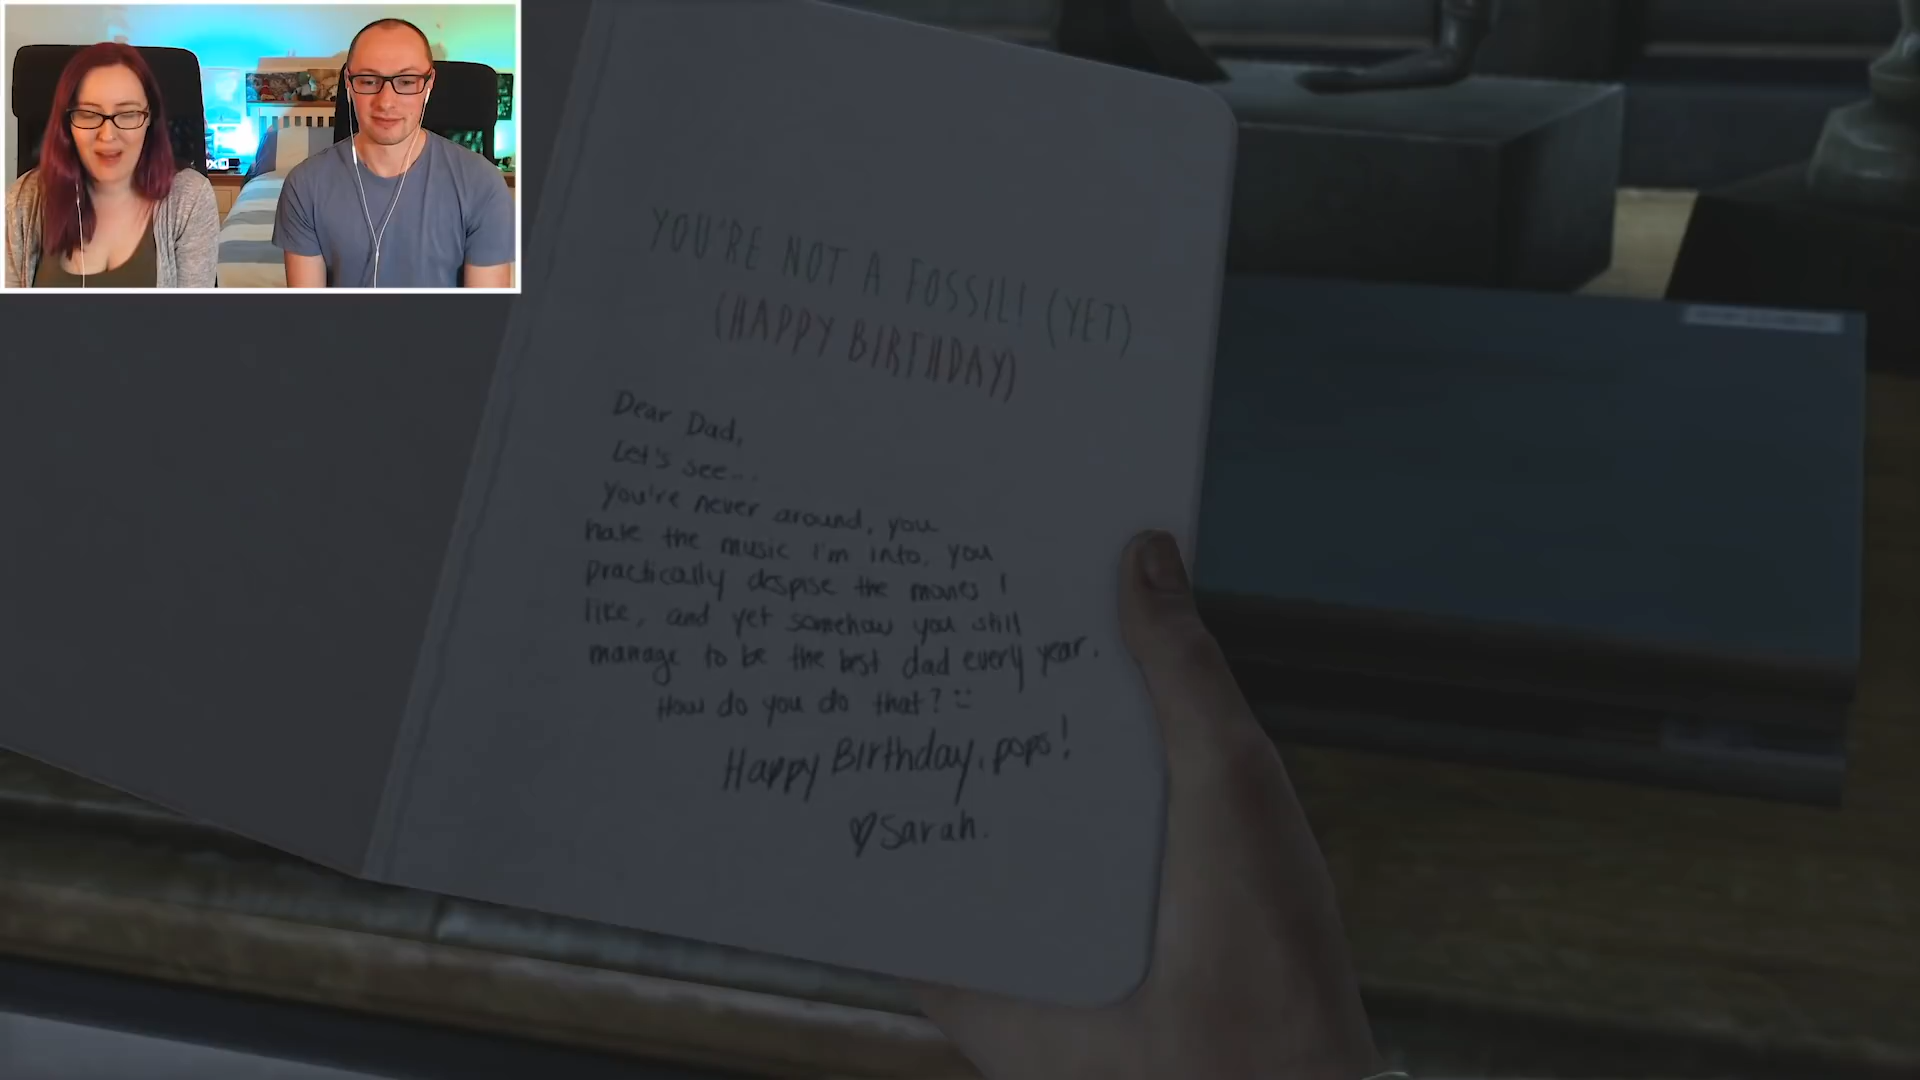 YOU'RE NOT A FOSSIL! (YET)
(HAPPY BIRTHDAY)
Dear Dad,
Let's see...
You're never around, you
hate the music I'm into, you
practically despise the movies I
like, and yet somehow you still
manage to be the best dad every year.
How do you do that? :)
Happy Birthday, pops!
♡ Sarah.